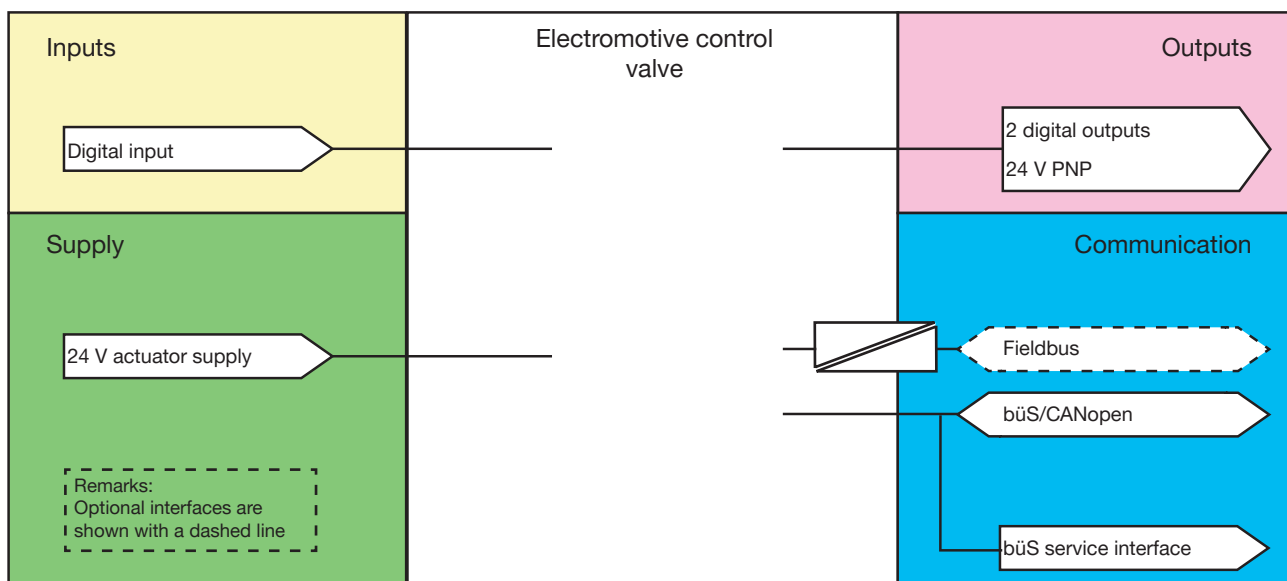 Inputs
Digital input
Supply
24 V actuator supply
Remarks:
Optional interfaces are
shown with a dashed line
Electromotive control
valve
Outputs
2 digital outputs
24 V PNP
Communication
Fieldbus
büS/CANopen
büS service interface